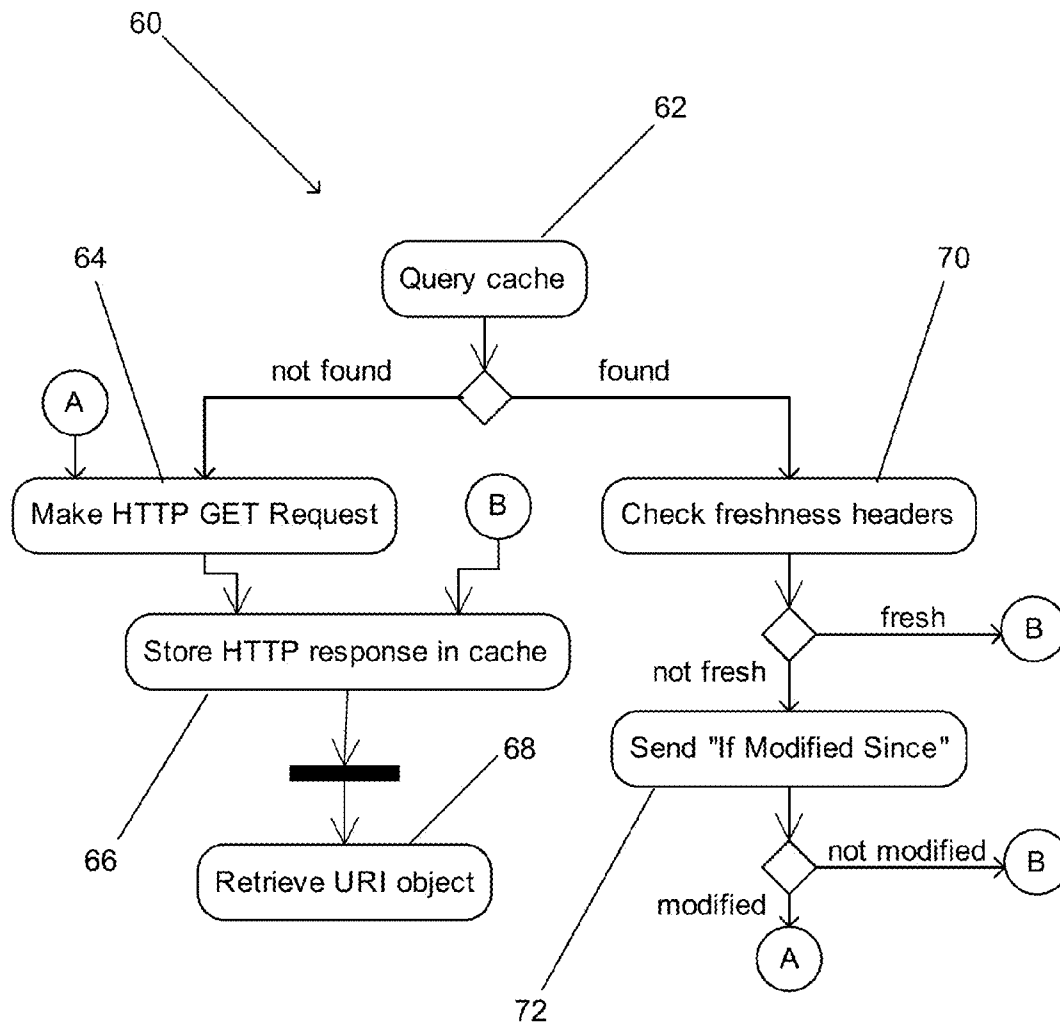 60
62
64
70
Query cache
not found
found
A
B
Make HTTP GET Request
Check freshness headers
fresh
B
Store HTTP response in cache
not fresh
68
Send "If Modified Since"
66
Retrieve URI object
not modified
B
modified
A
72